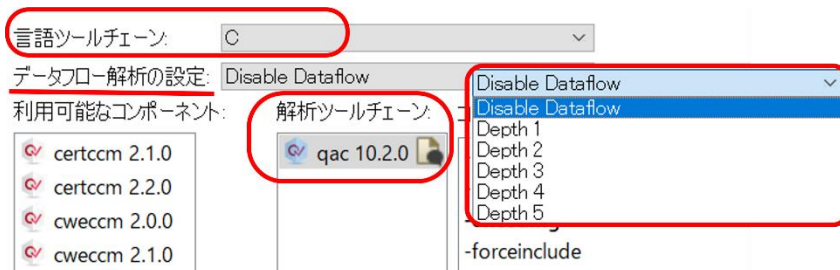 言語ツールチェーン: C
データフロー解析の設定: Disable Dataflow
Disable Dataflow
利用可能なコンポーネント: 解析ツールチェーン:
Disable Dataflow
Depth 1
Depth 2
Depth 3
Depth 4
Depth 5
certccm 2.1.0
certccm 2.2.0
cweccm 2.0.0
cweccm 2.1.0
qac 10.2.0
-forceinclude